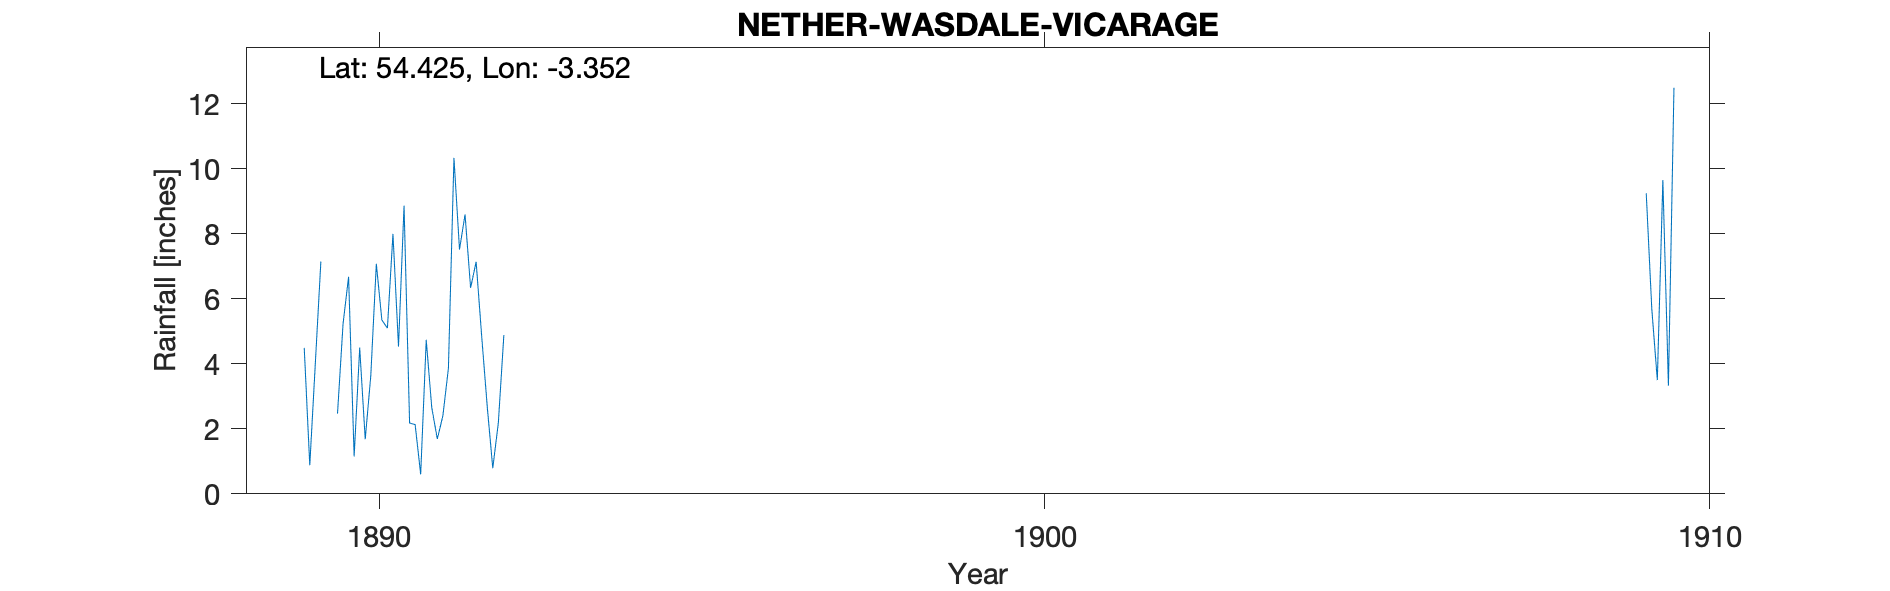 NETHER-WASDALE-VICARAGE
Lat: 54.425, Lon: -3.352
12
10
8
6
4
2
0
Rainfall [inches]
1890 1900 1910
Year